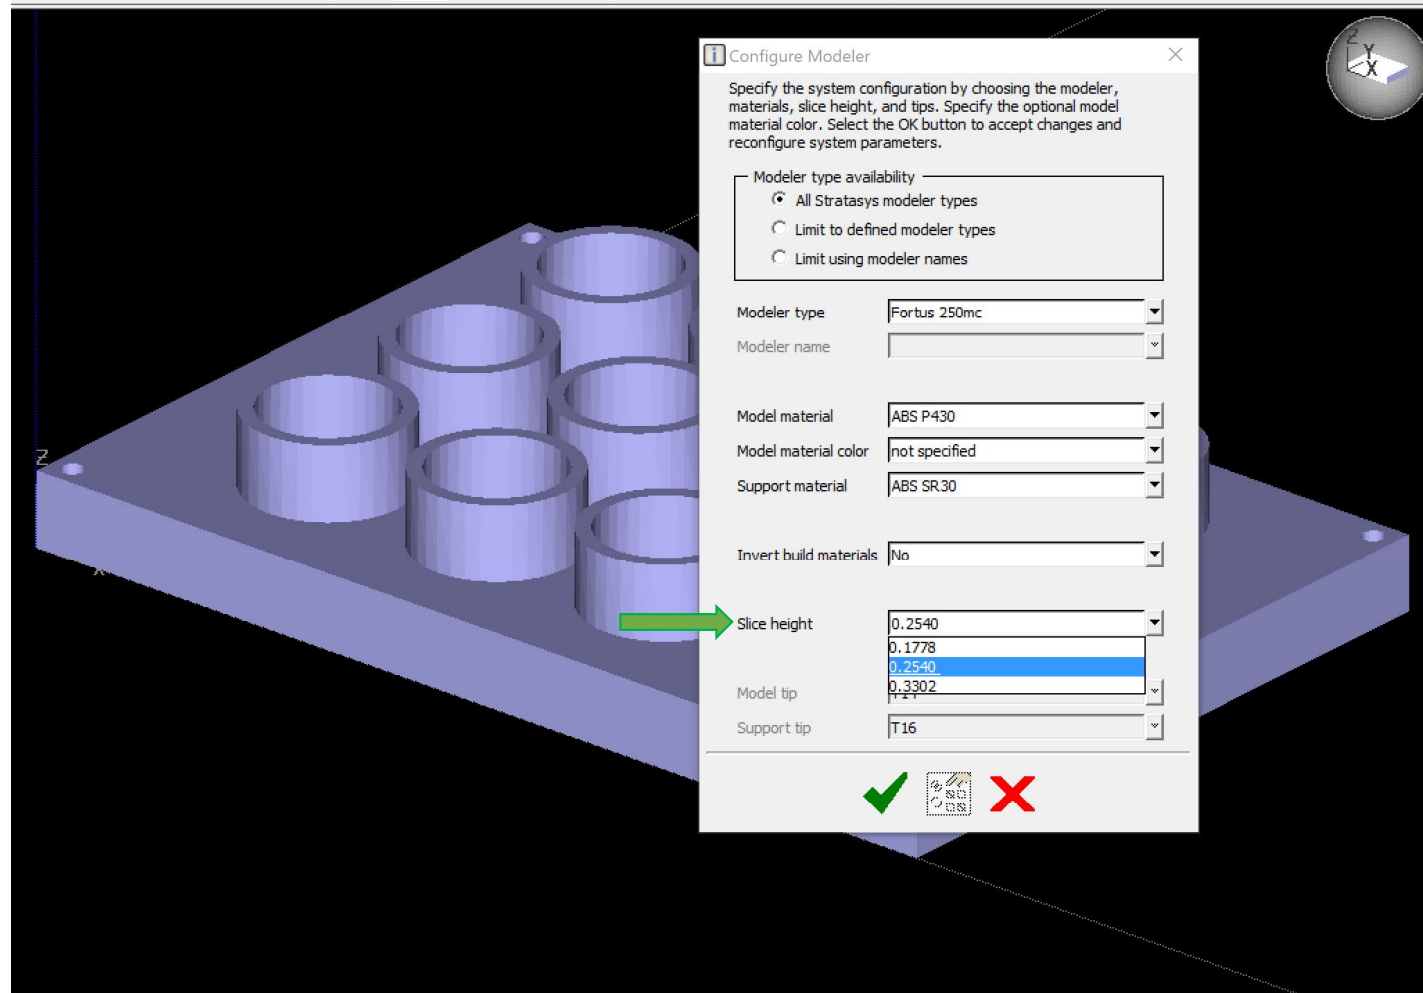 Configure Modeler
Specify the system configuration by choosing the modeler,
materials, slice height, and tips. Specify the optional model
material color. Select the OK button to accept changes and
reconfigure system parameters.
Modeler type availability
All Stratasys modeler types
Limit to defined modeler types
Limit using modeler names
Modeler type Fortus 250mc
Modeler name
Model material ABS P430
Model material color not specified
Support material ABS SR30
Invert build materials No
Slice height 0.2540
0.1778
0.2540
0.3302
Model tip
Support tip T16
Z
Y
X
Z
X